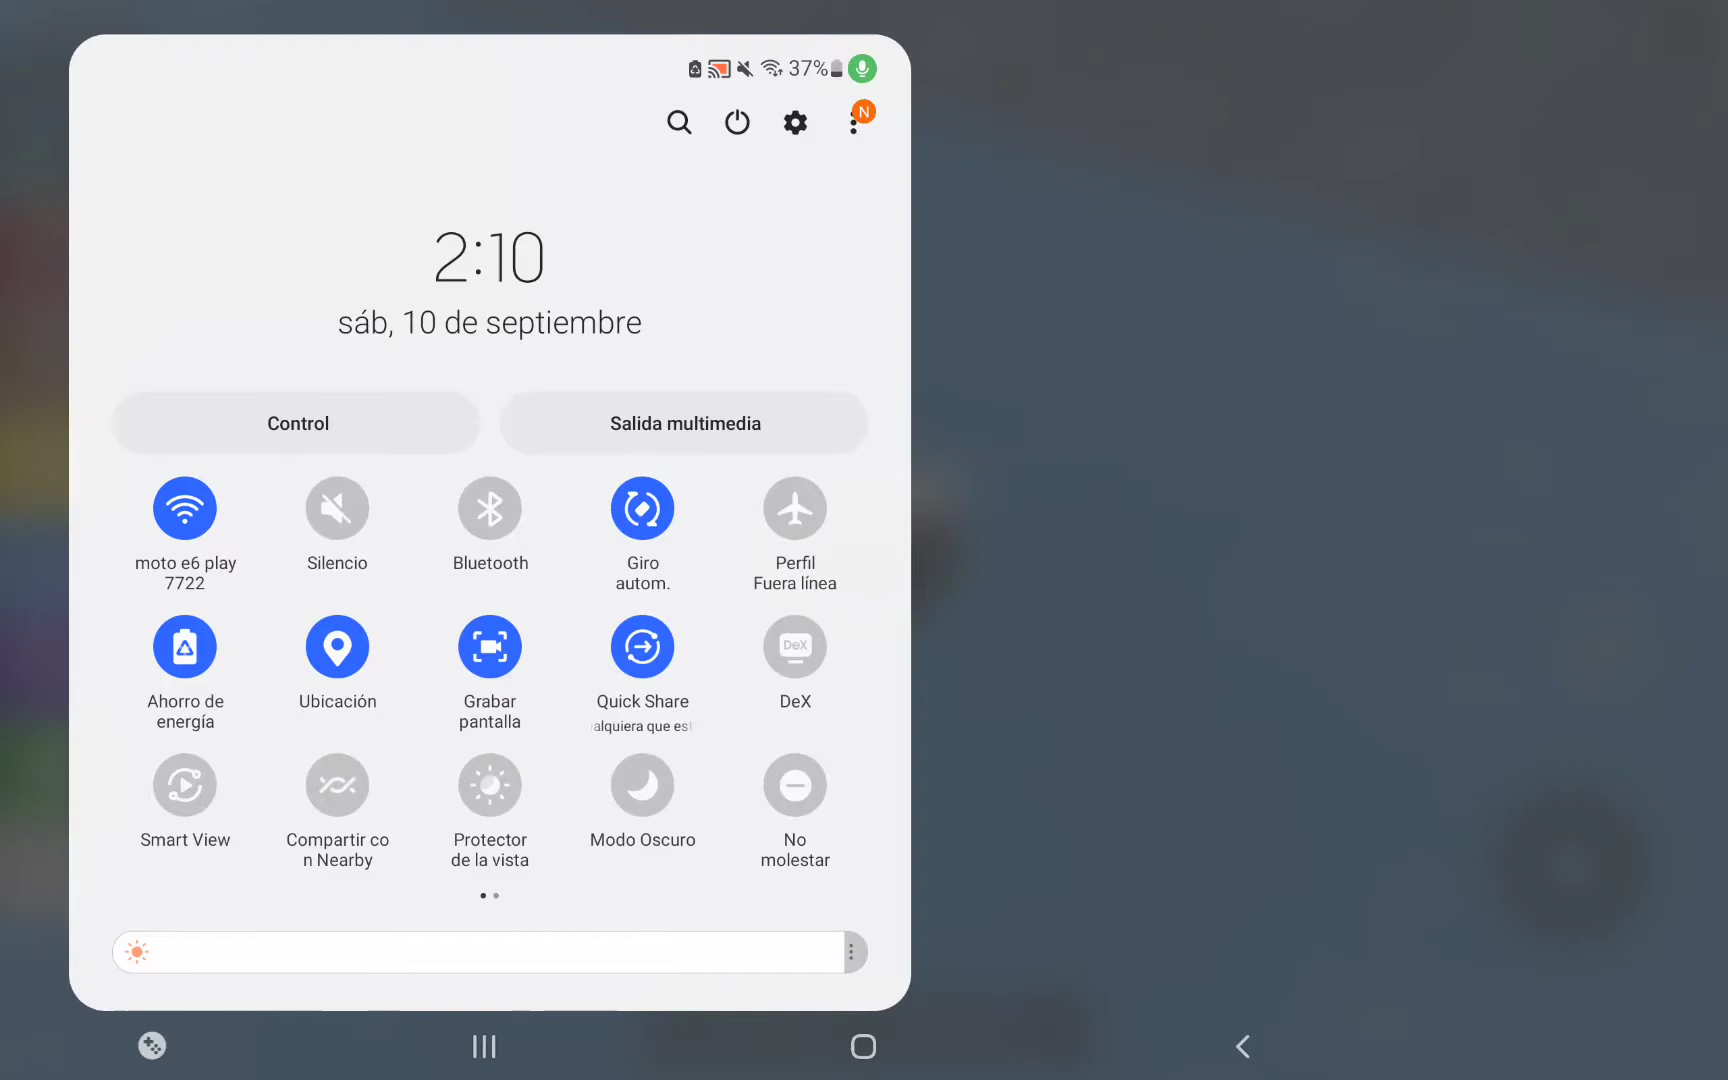 37%
N
2:10
sáb, 10 de septiembre
Control
Salida multimedia
moto e6 play
7722
Silencio
Bluetooth
Giro
autom.
Perfil
Fuera línea
Ahorro de
energía
Ubicación
Grabar
pantalla
Quick Share
alquiera que est
DeX
DeX
Smart View
Compartir co
n Nearby
Protector
de la vista
Modo Oscuro
No
molestar